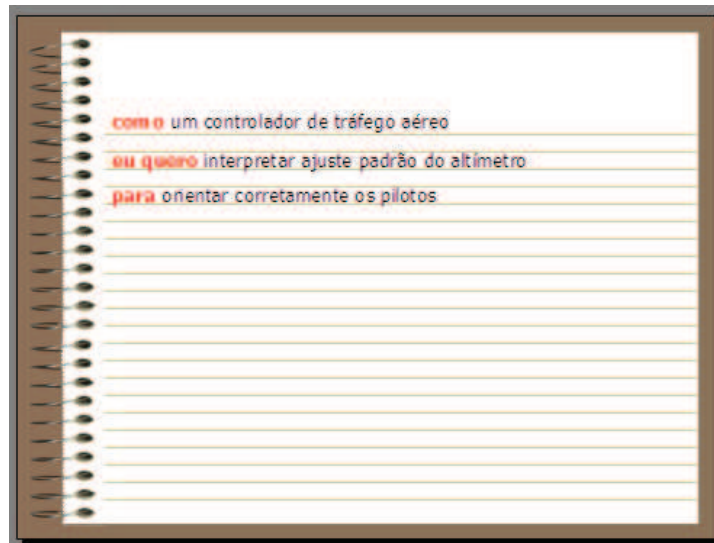 como um controlador de tráfego aéreo
eu quero interpretar ajuste padrão do altímetro
para orientar corretamente os pilotos